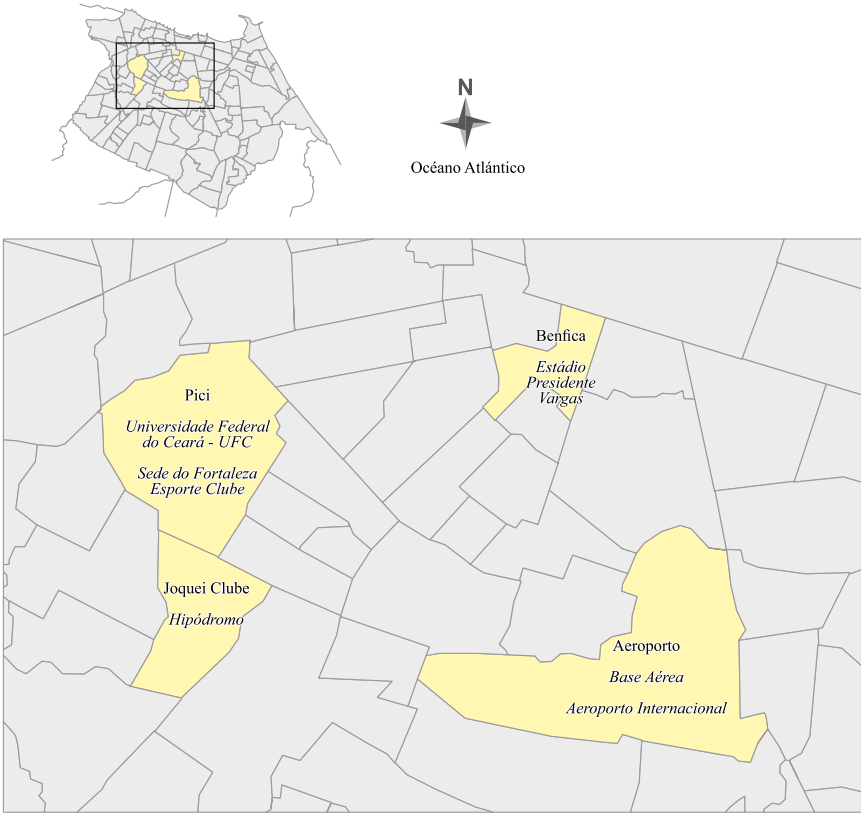 N
Océano Atlántico
Benfica
Estádio
Presidente
Vargas
Pici
Universidade Federal
do Ceará - UFC
Sede do Fortaleza
Esporte Clube
Joquei Clube
Hipódromo
Aeroporto
Base Aérea
Aeroporto Internacional